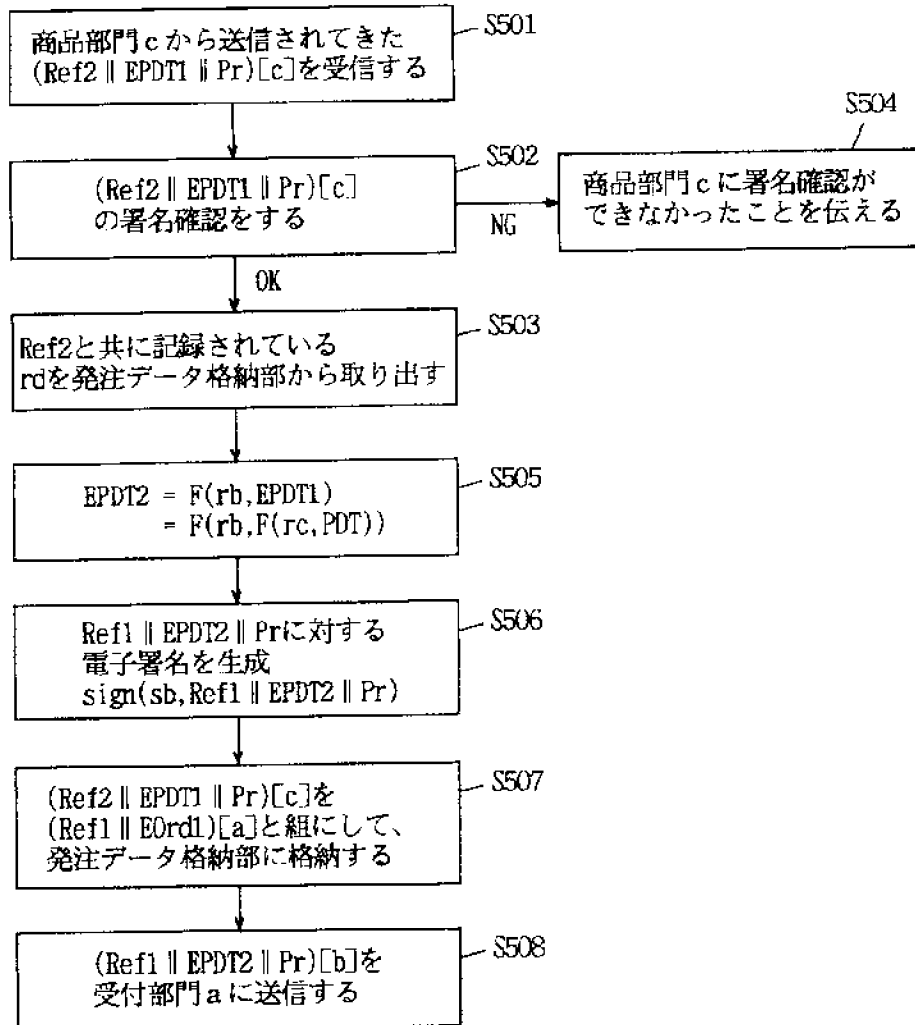 商品部門cから送信されてきた
(Ref2‖EPDT1‖Pr)[c]を受信する
S501
(Ref2‖EPDT1‖Pr)[c]
の署名確認をする
S502
NG
商品部門cに署名確認が
できなかったことを伝える
S504
OK
Ref2と共に記録されている
rdを発注データ格納部から取り出す
S503
EPDT2 = F(rb,EPDT1)
= F(rb,F(rc,PDT))
S505
Ref1‖EPDT2‖Prに対する
電子署名を生成
sign(sb,Ref1‖EPDT2‖Pr)
S506
(Ref2‖EPDT1‖Pr)[c]を
(Ref1‖EOrd1)[a]と組にして、
発注データ格納部に格納する
S507
(Ref1‖EPDT2‖Pr)[b]を
受付部門aに送信する
S508